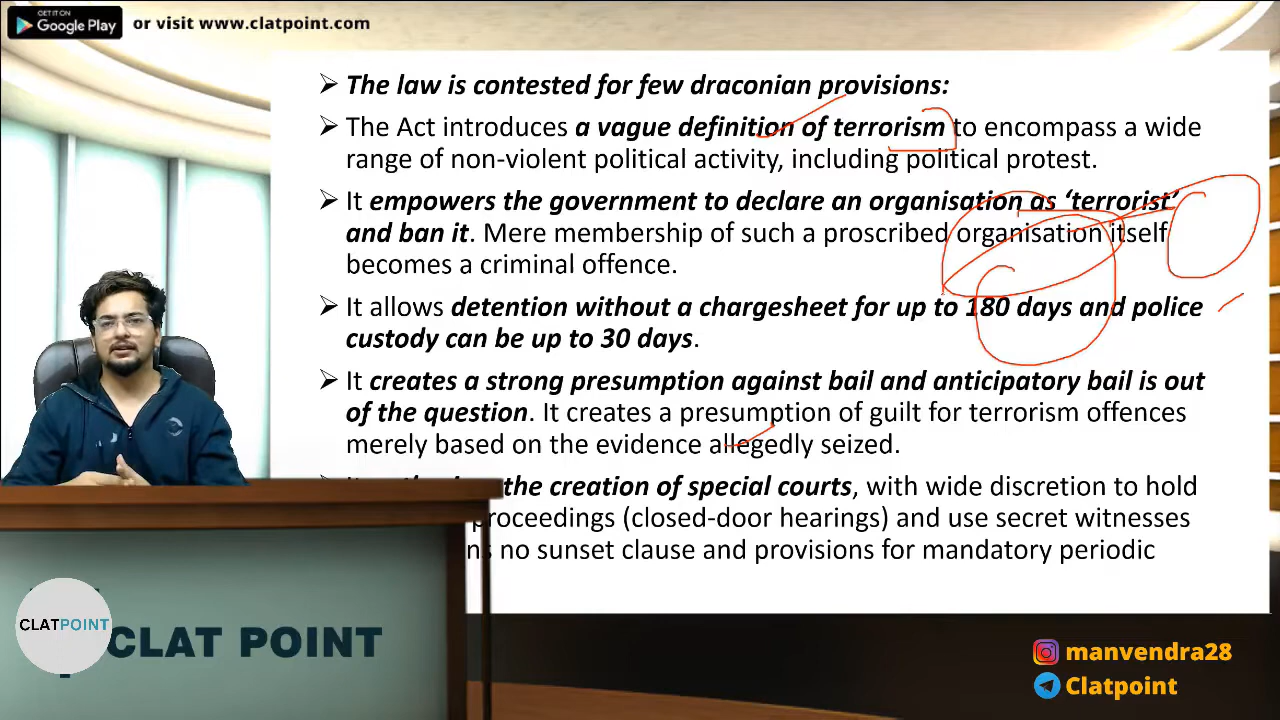 GET IT ON
Google Play
or visit www.clatpoint.com
The law is contested for few draconian provisions:
The Act introduces a vague definition of terrorism to encompass a wide
range of non-violent political activity, including political protest.
It empowers the government to declare an organisation as ‘terrorist’
and ban it. Mere membership of such a proscribed organisation itself
becomes a criminal offence.
It allows detention without a chargesheet for up to 180 days and police
custody can be up to 30 days.
It creates a strong presumption against bail and anticipatory bail is out
of the question. It creates a presumption of guilt for terrorism offences
merely based on the evidence allegedly seized.
the creation of special courts, with wide discretion to hold
proceedings (closed-door hearings) and use secret witnesses
no sunset clause and provisions for mandatory periodic
CLATPOINT
CLAT POINT
manvendra28
Clatpoint